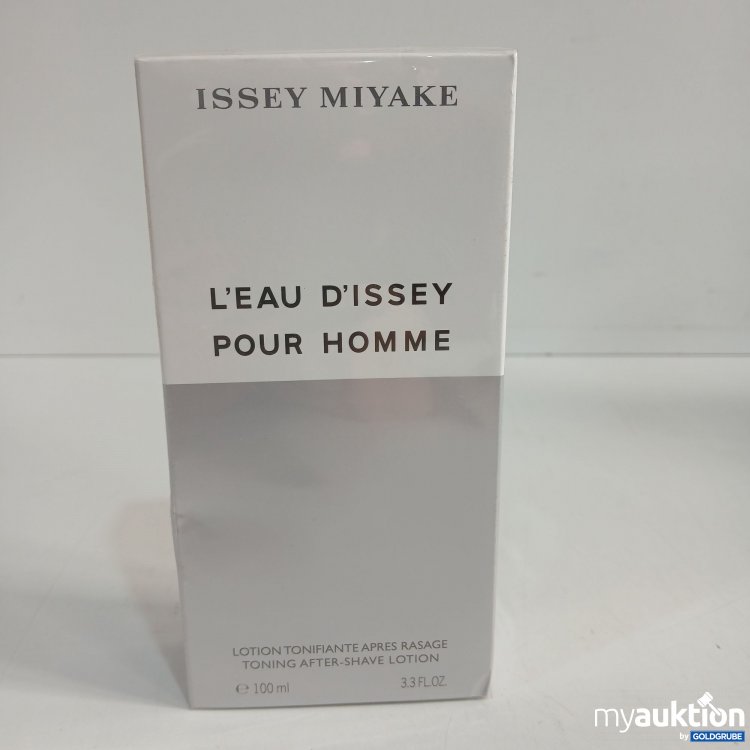 ISSEY MIYAKE
L'EAU D'ISSEY
POUR HOMME
LOTION TONIFIANTE APRES RASAGE
TONING AFTER-SHAVE LOTION
℮ 100 ml 3.3 FL.OZ.
myauktion
by GOLDGRUBE